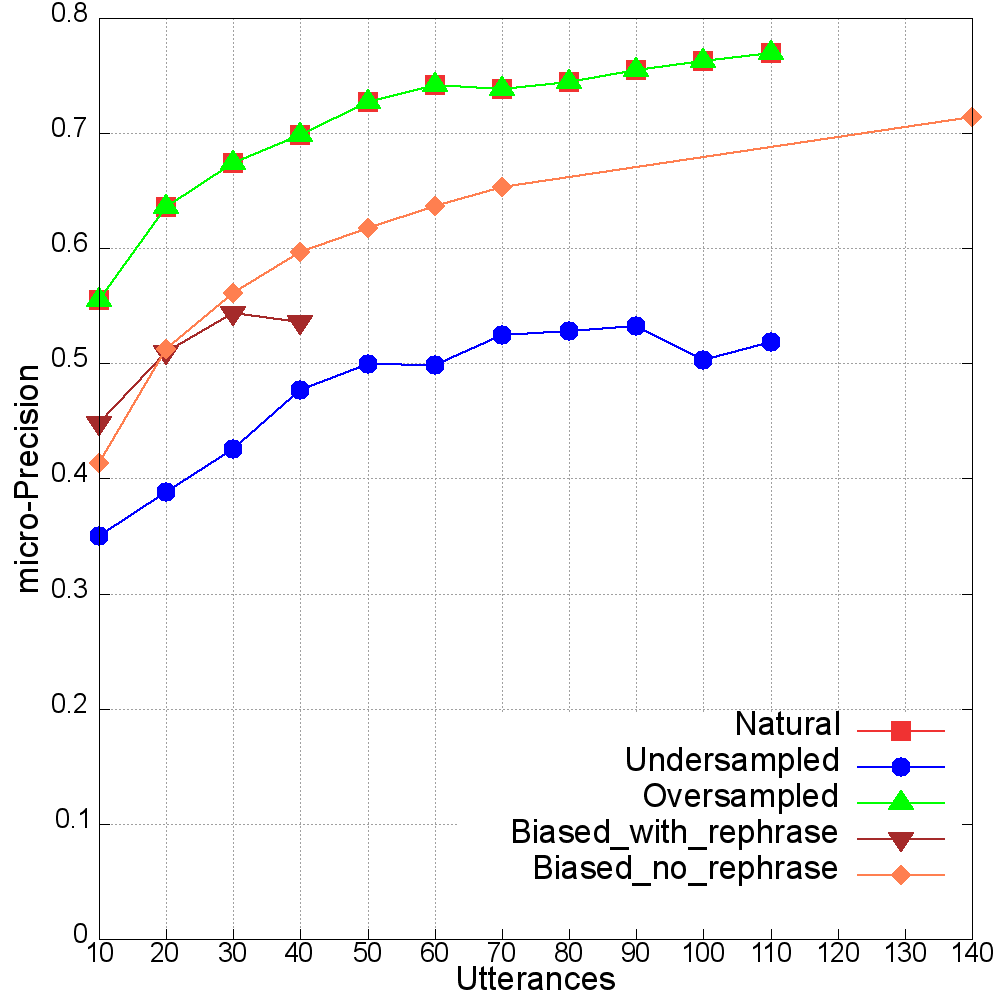 0.8
0.7
0.6
0.5
0.4
0.3
0.2
0.1
0
micro-Precision
Natural
Undersampled
Oversampled
Biased_with_rephrase
Biased_no_rephrase
10 20 30 40 50 60 70 80 90 100 110 120 130 140
Utterances